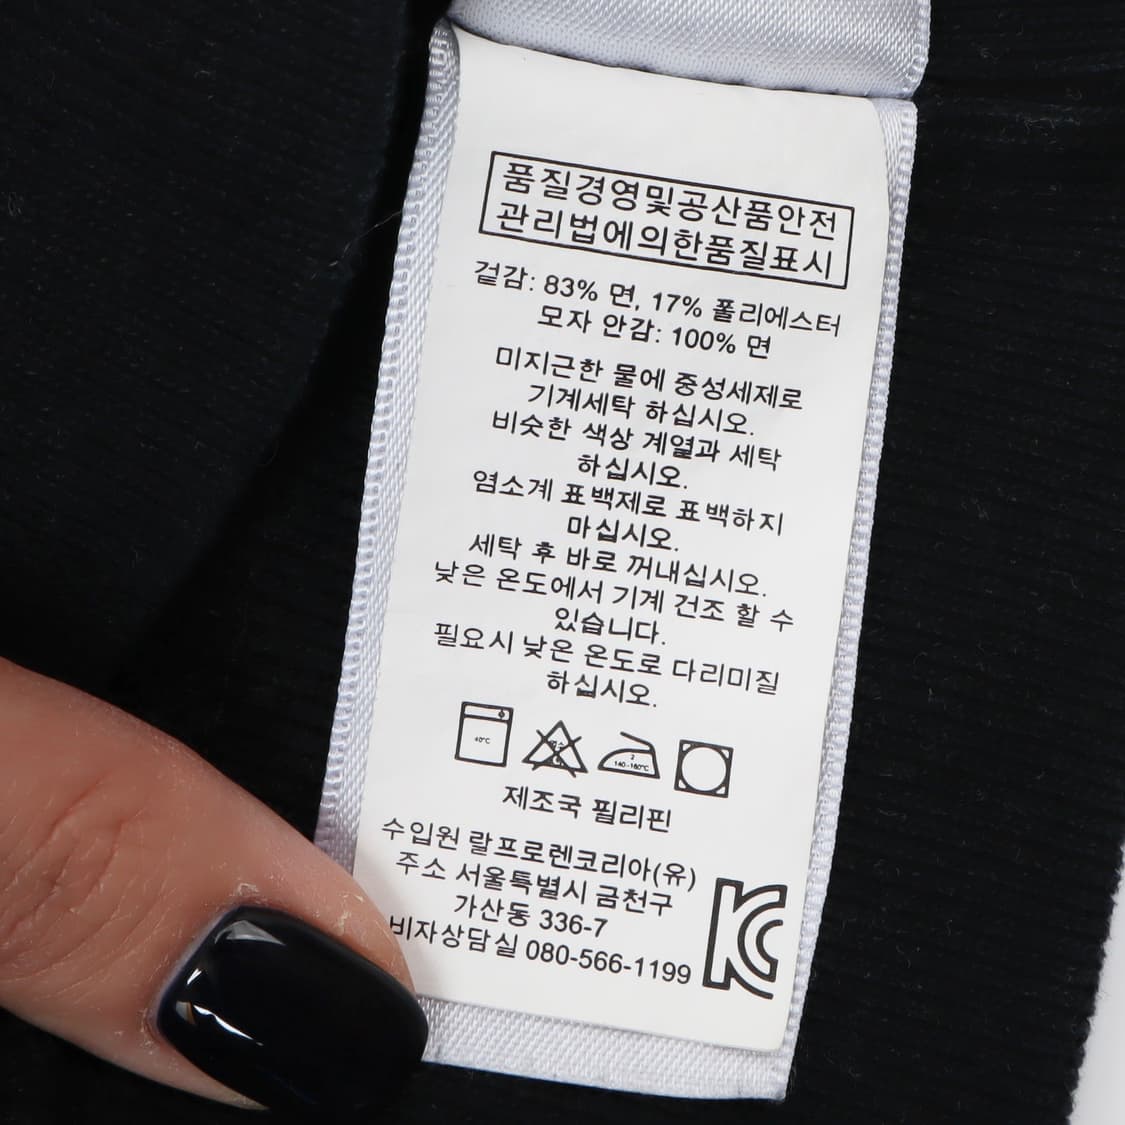 품질경영및공산품안전
관리법에의한품질표시
겉감: 83% 면, 17% 폴리에스터
모자 안감: 100% 면
미지근한 물에 중성세제로
기계세탁 하십시오.
비슷한 색상 계열과 세탁
하십시오.
염소계 표백제로 표백하지
마십시오.
세탁 후 바로 꺼내십시오.
낮은 온도에서 기계 건조 할 수
있습니다.
필요시 낮은 온도로 다리미질
하십시오.
40°C
2
140-160°C
제조국 필리핀
수입원 랄프로렌코리아(유)
주소 서울특별시 금천구
가산동 336-7
비자상담실 080-566-1199
KC